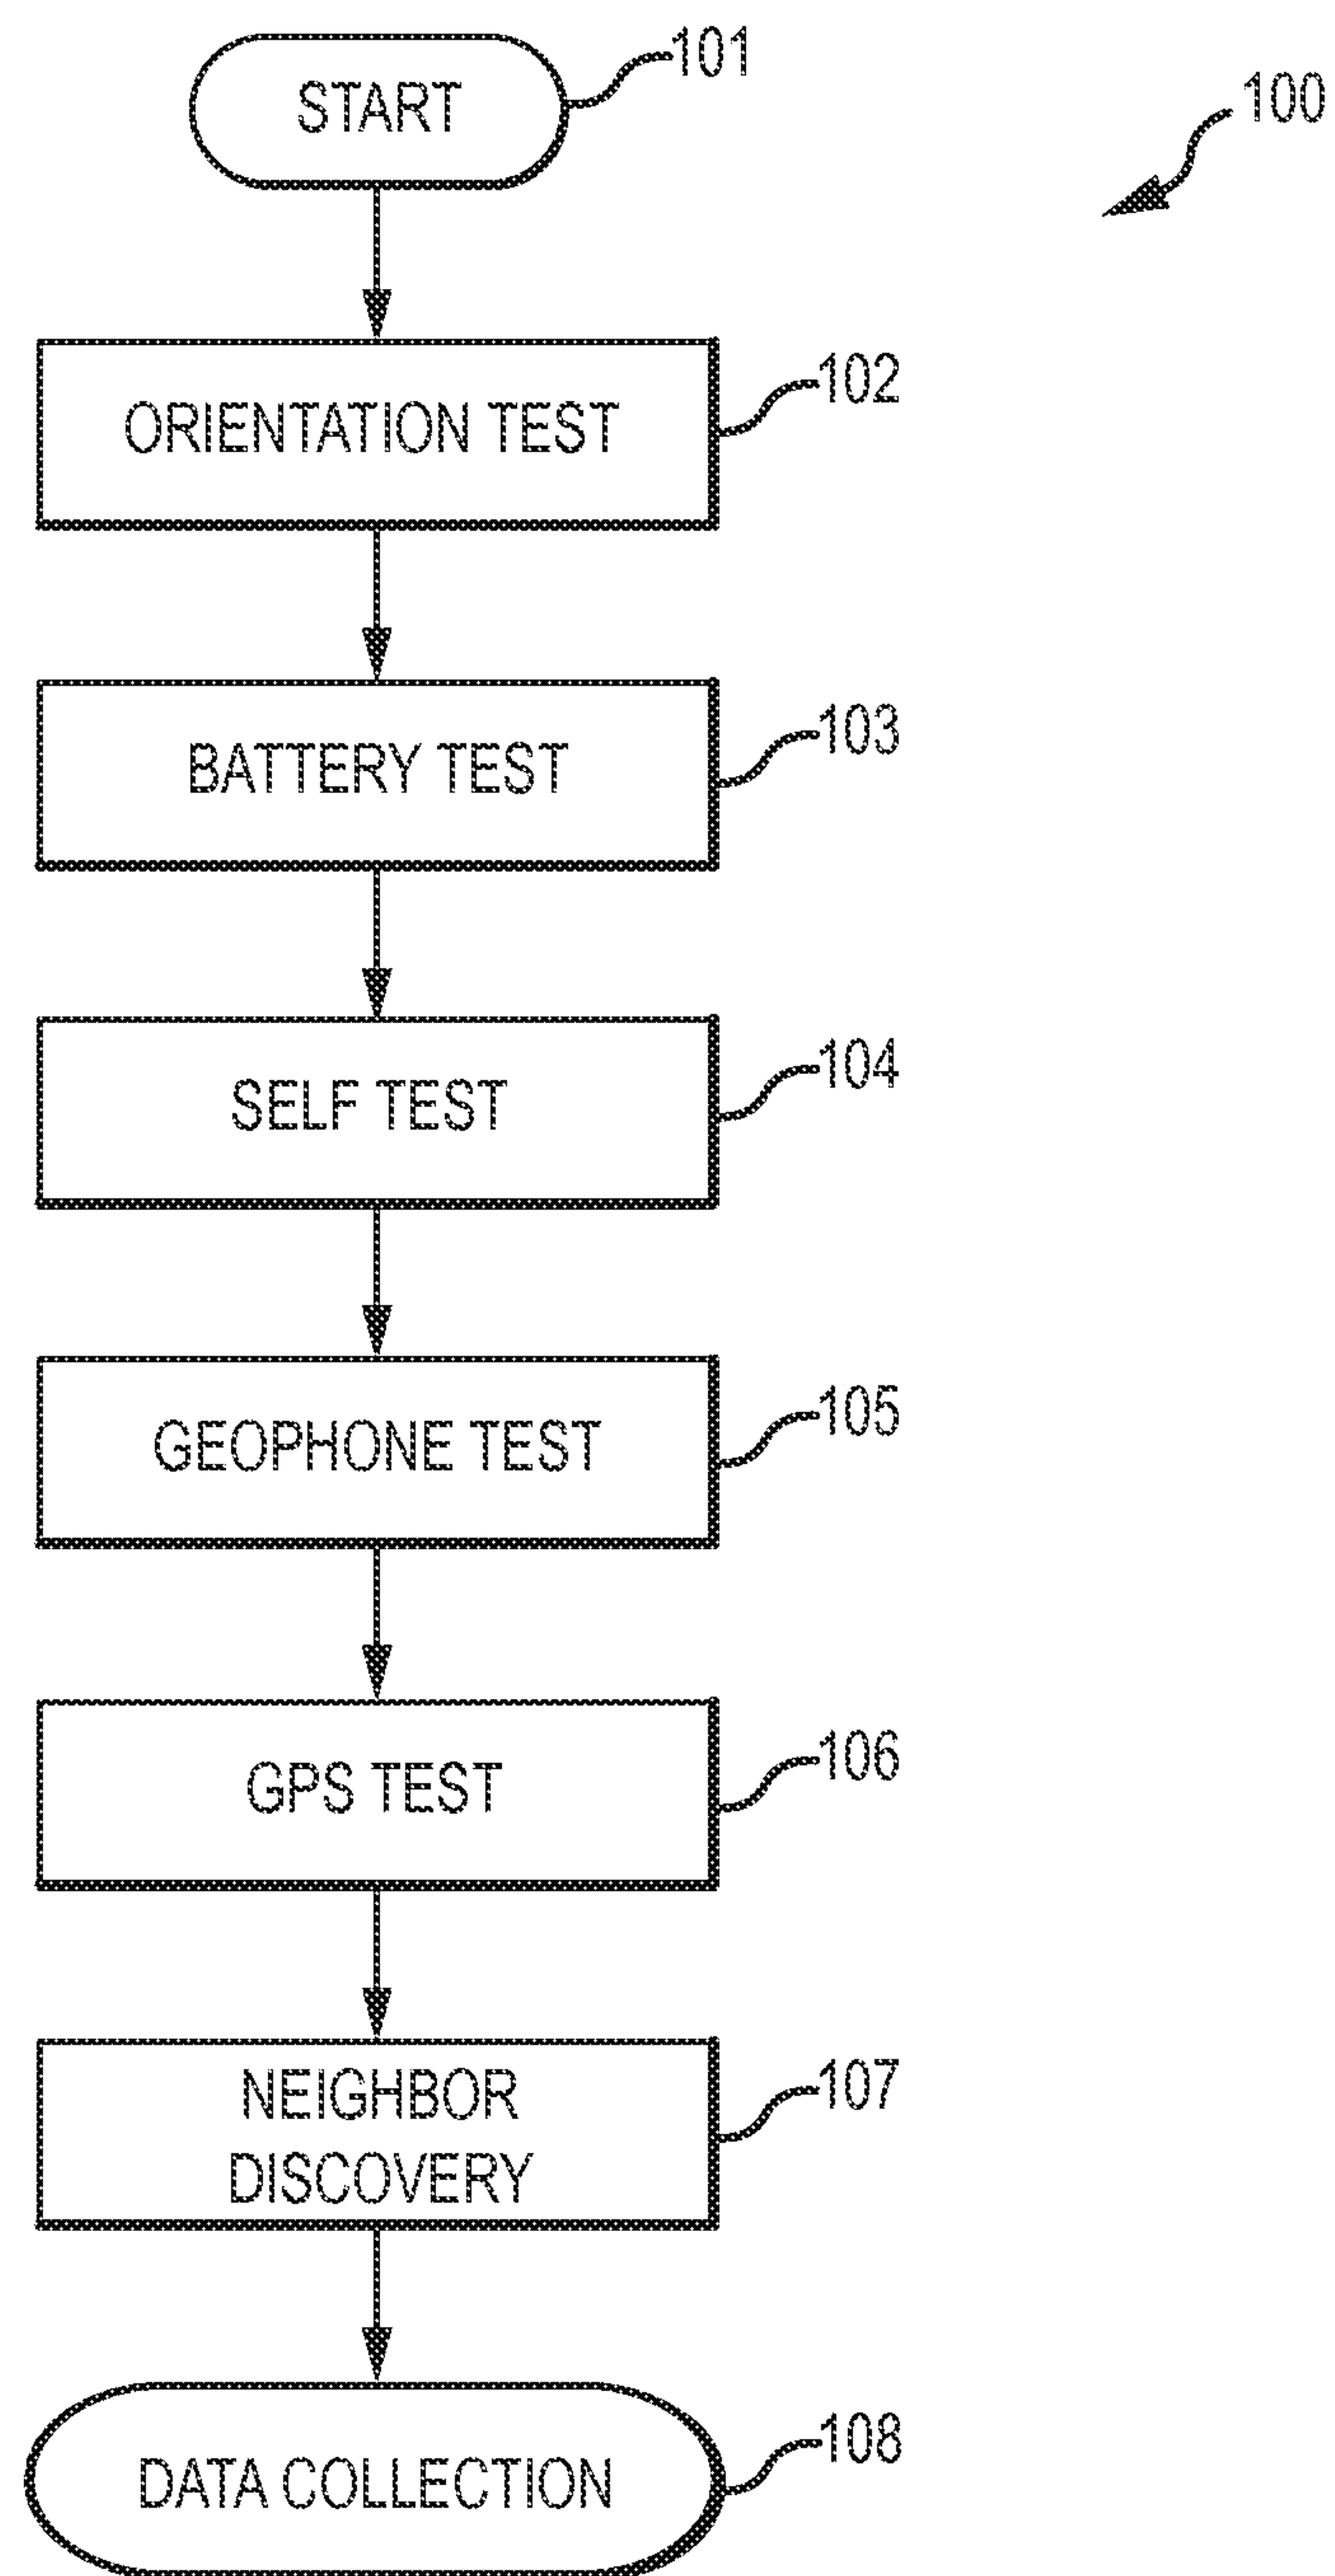 START
101
100
ORIENTATION TEST
102
BATTERY TEST
103
SELF TEST
104
GEOPHONE TEST
105
GPS TEST
106
NEIGHBOR
DISCOVERY
107
DATA COLLECTION
108